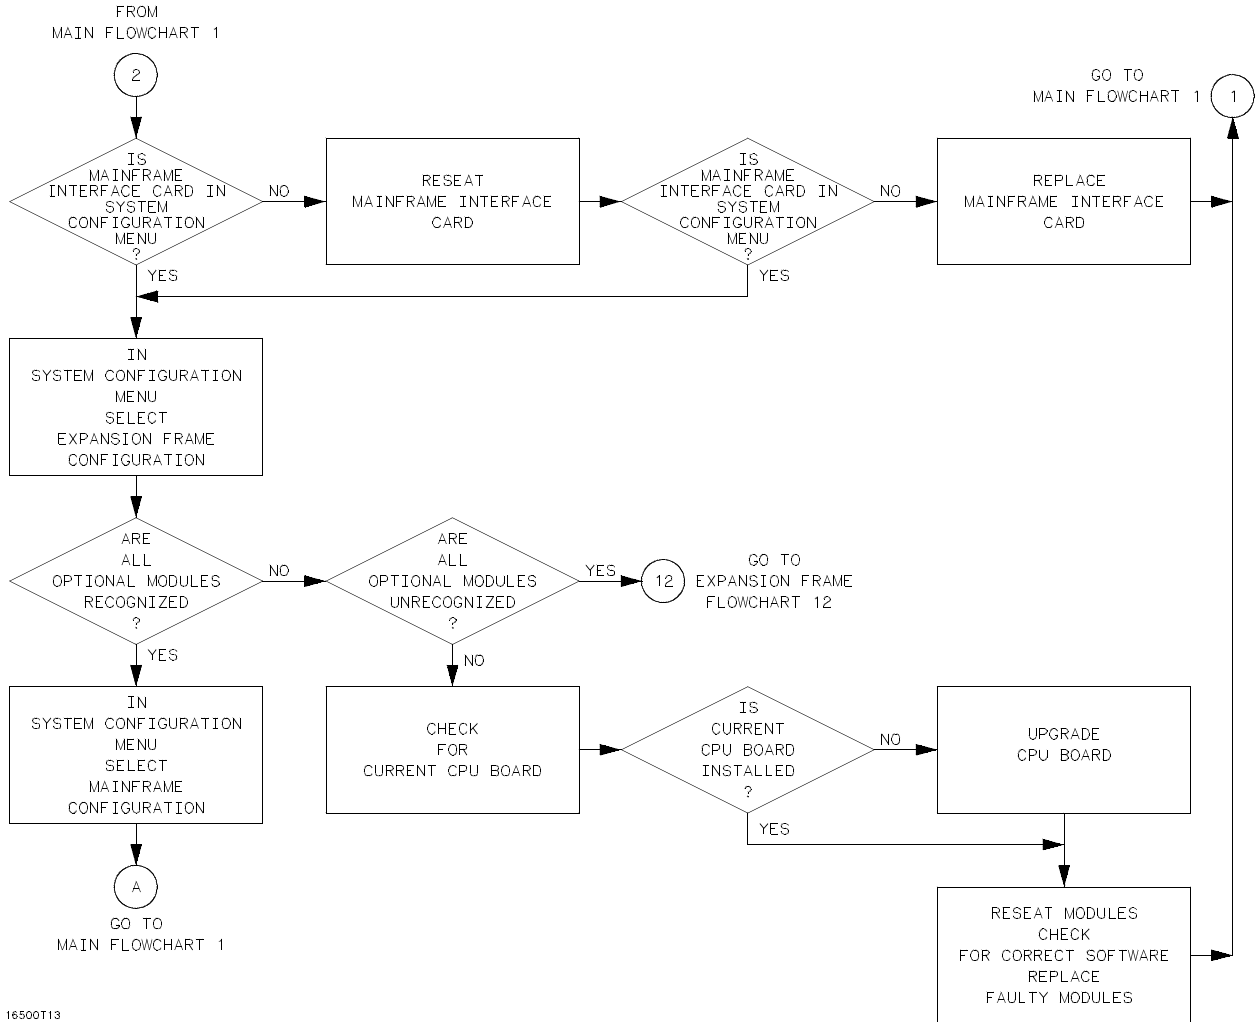 FROM
MAIN FLOWCHART 1
2
GO TO
MAIN FLOWCHART 1
1
IS
MAINFRAME
INTERFACE CARD IN
SYSTEM
CONFIGURATION
MENU
?
NO
YES
RESEAT
MAINFRAME INTERFACE
CARD
IS
MAINFRAME
INTERFACE CARD IN
SYSTEM
CONFIGURATION
MENU
?
NO
YES
REPLACE
MAINFRAME INTERFACE
CARD
IN
SYSTEM CONFIGURATION
MENU
SELECT
EXPANSION FRAME
CONFIGURATION
ARE
ALL
OPTIONAL MODULES
RECOGNIZED
?
NO
YES
ARE
ALL
OPTIONAL MODULES
UNRECOGNIZED
?
YES
NO
12
GO TO
EXPANSION FRAME
FLOWCHART 12
IN
SYSTEM CONFIGURATION
MENU
SELECT
MAINFRAME
CONFIGURATION
CHECK
FOR
CURRENT CPU BOARD
IS
CURRENT
CPU BOARD
INSTALLED
?
NO
YES
UPGRADE
CPU BOARD
A
GO TO
MAIN FLOWCHART 1
RESEAT MODULES
CHECK
FOR CORRECT SOFTWARE
REPLACE
FAULTY MODULES
16500T13